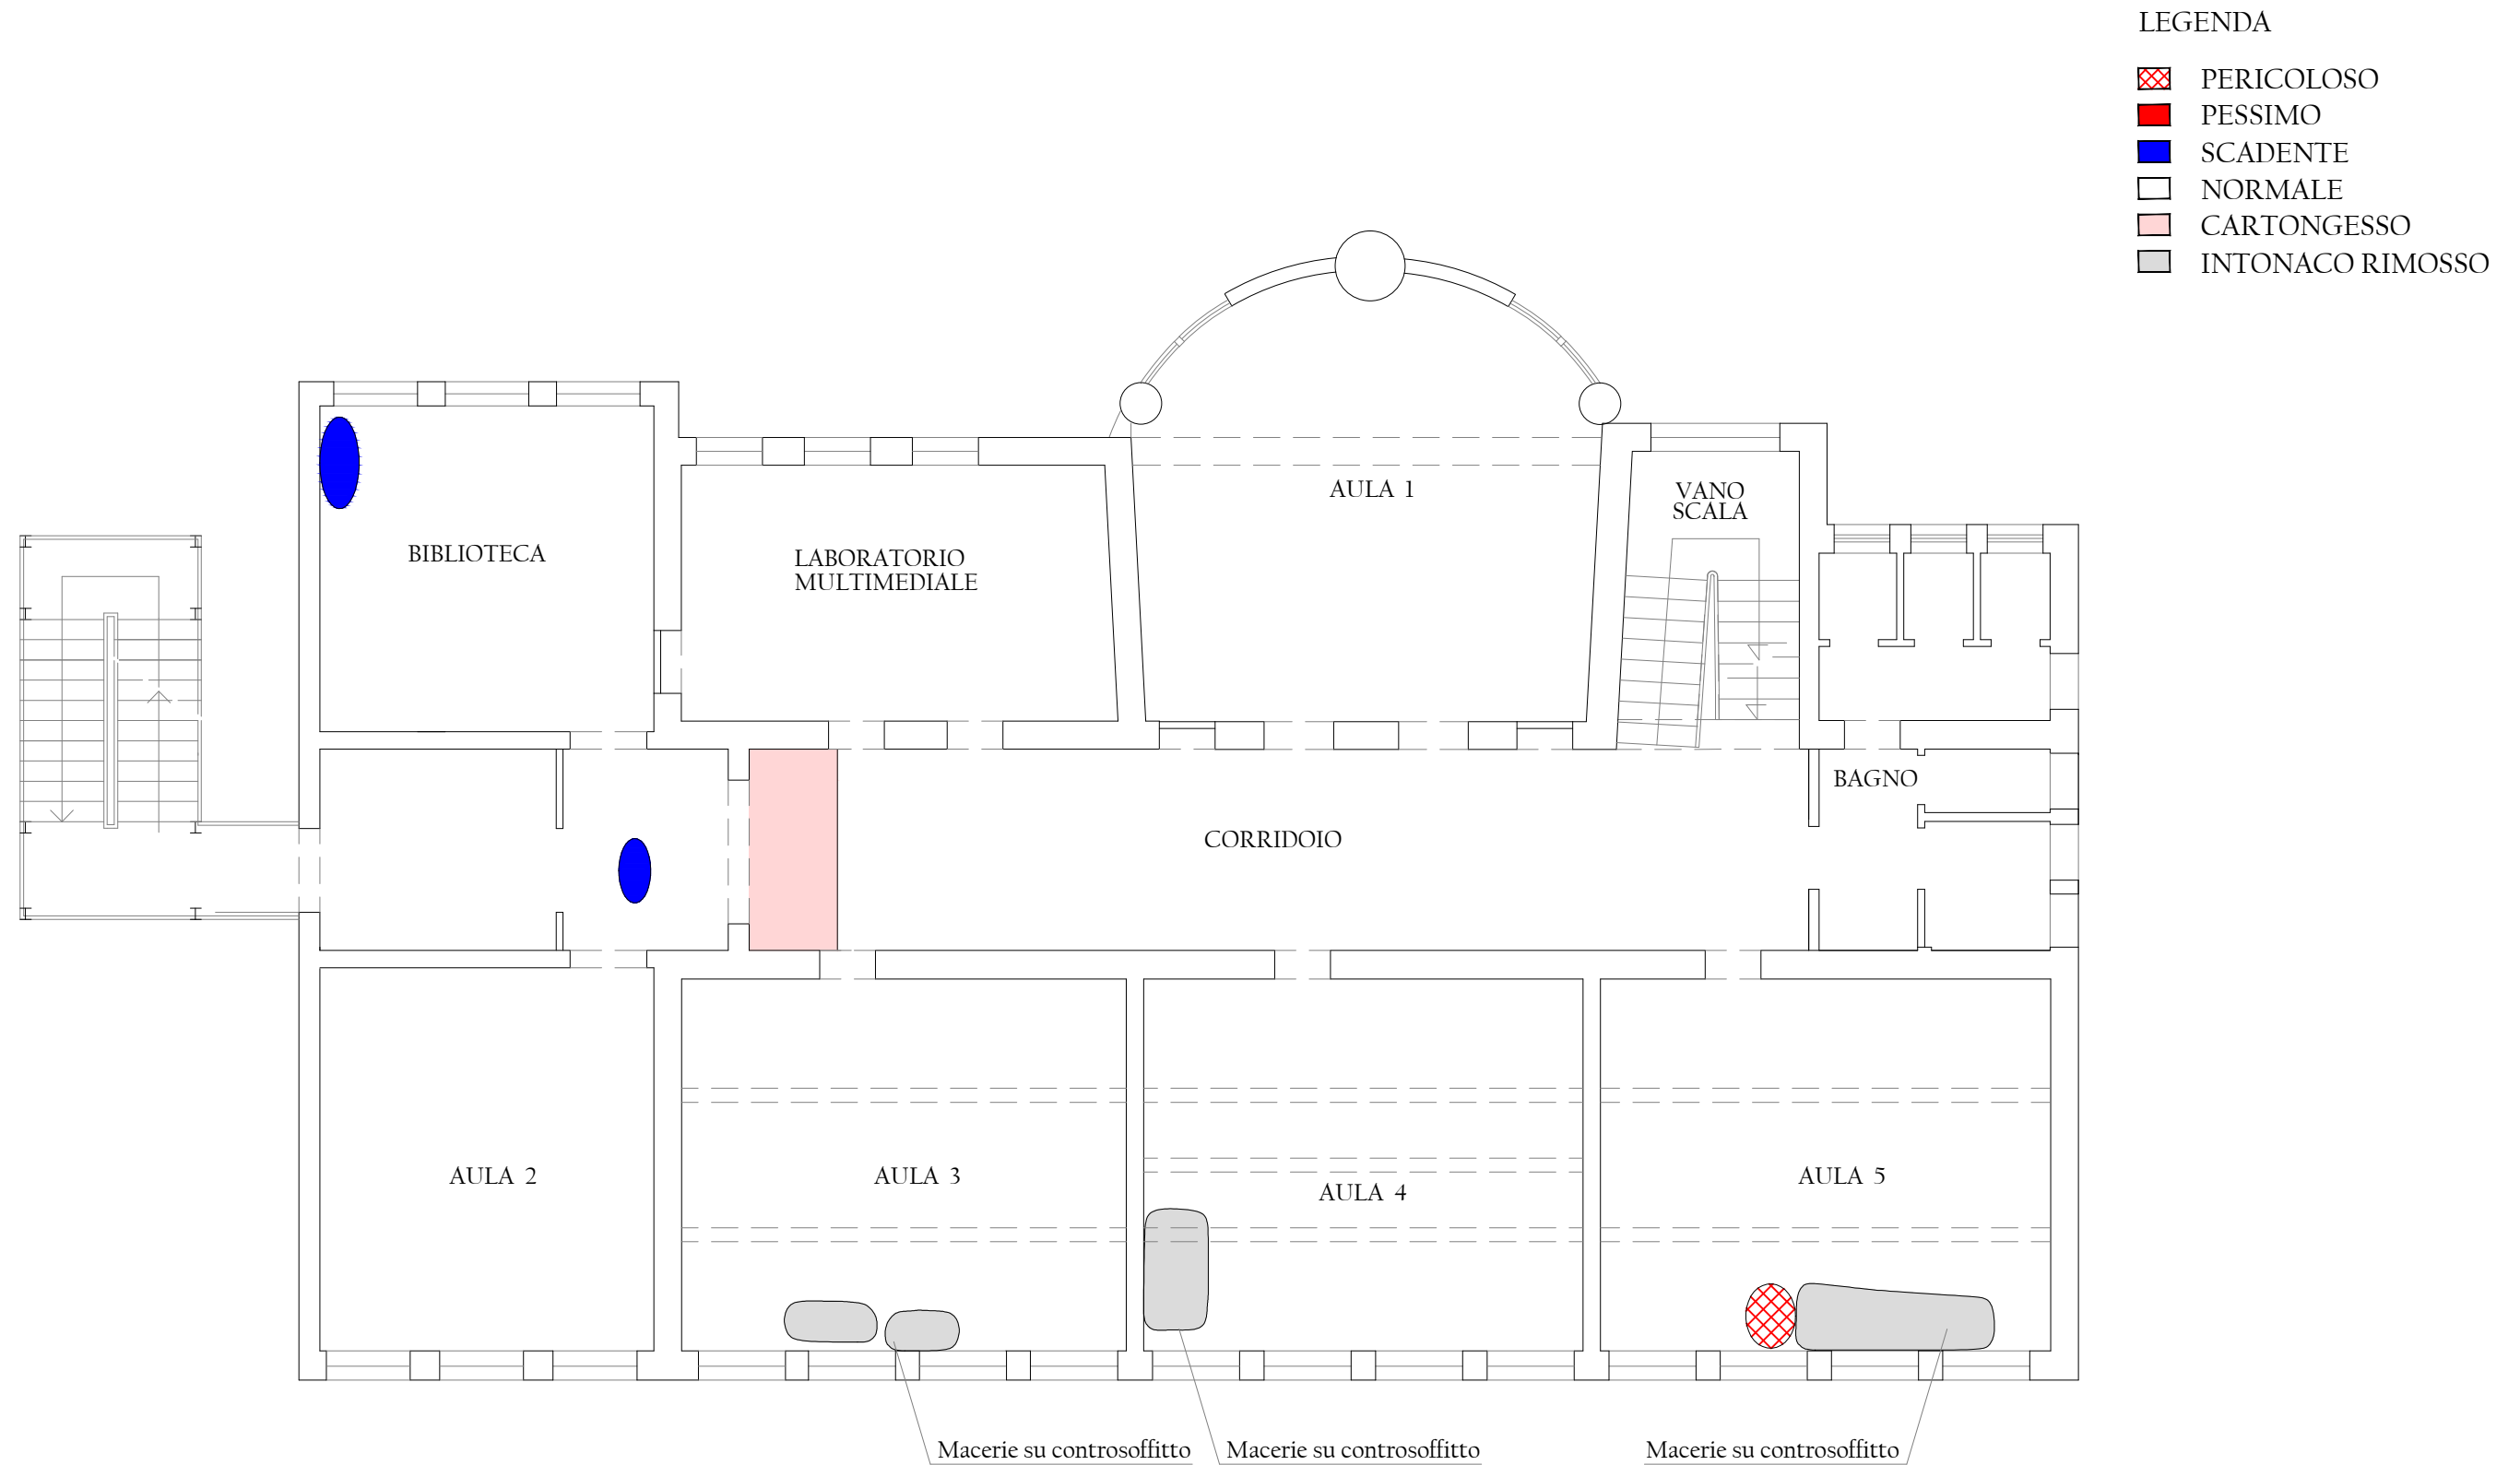 LEGENDA
PERICOLOSO
PESSIMO
SCADENTE
NORMALE
CARTONGESSO
INTONACO RIMOSSO
AULA 1
VANO
SCALA
BIBLIOTECA
LABORATORIO
MULTIMEDIALE
BAGNO
CORRIDOIO
AULA 2
AULA 3
AULA 4
AULA 5
Macerie su controsoffitto
Macerie su controsoffitto
Macerie su controsoffitto